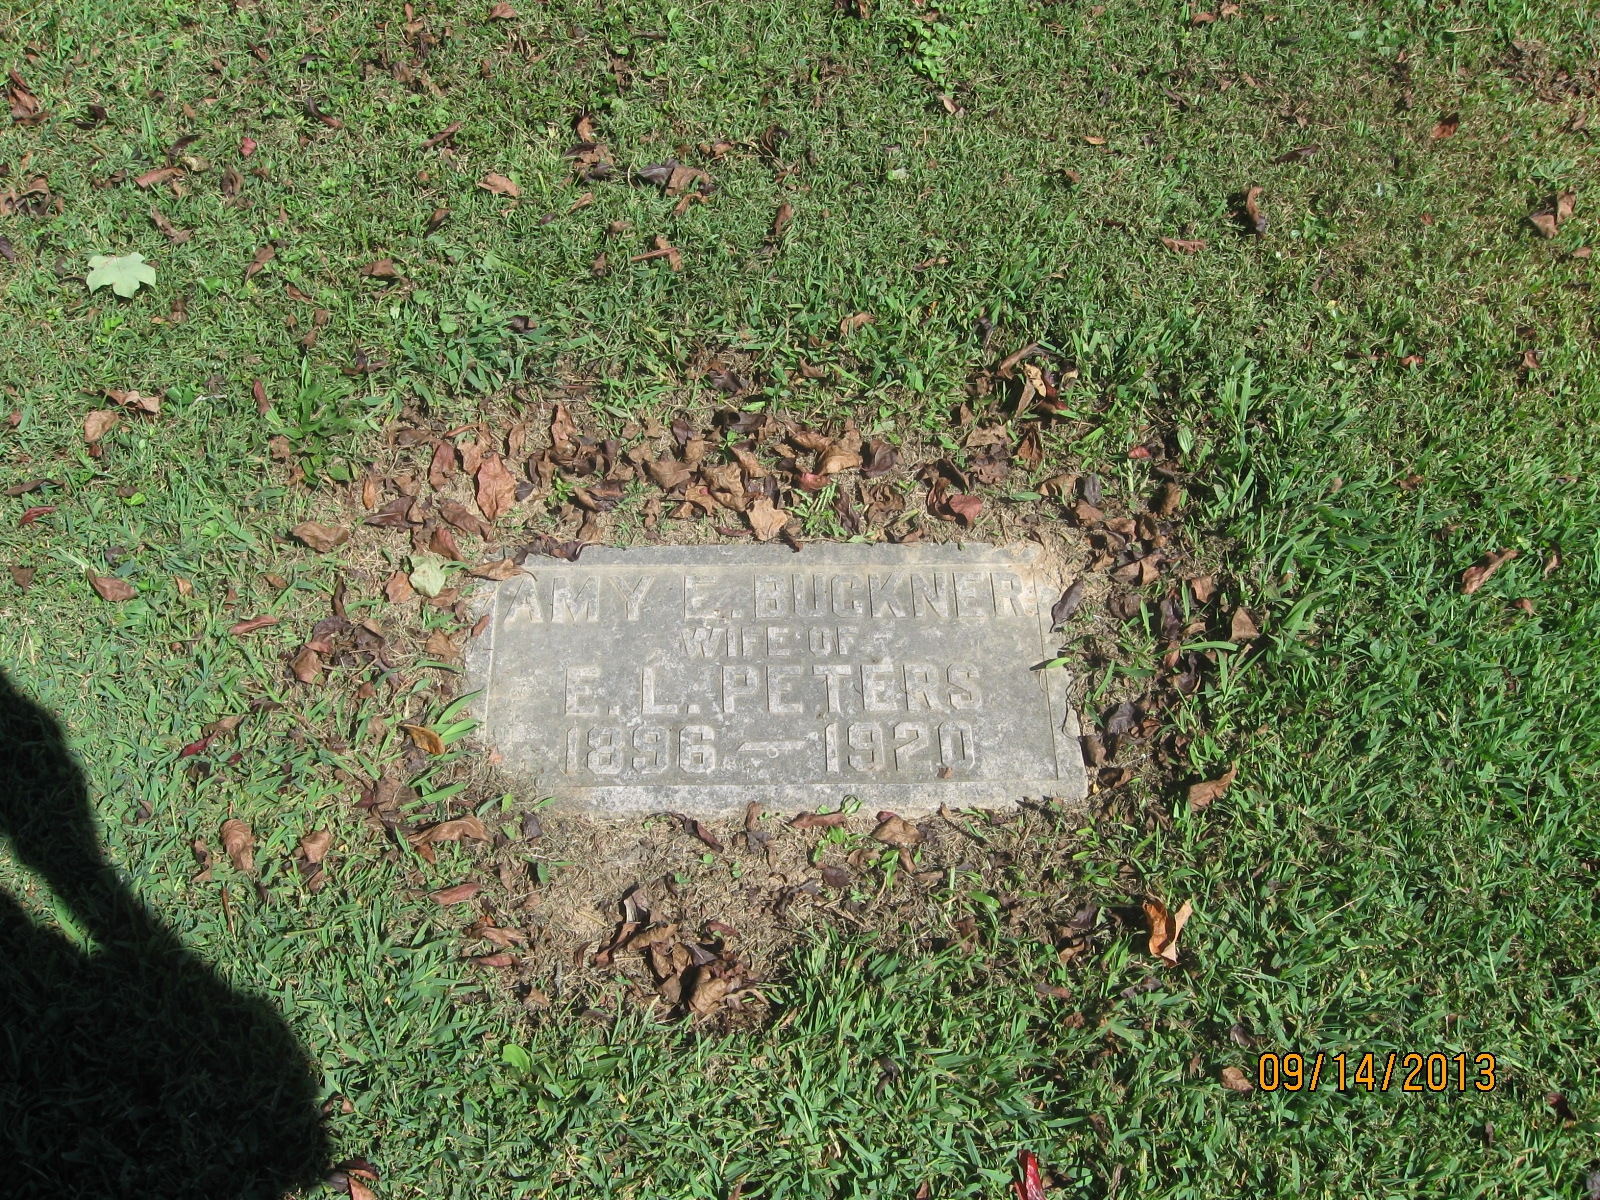 AMY E. BUCKNER
WIFE OF
E. L. PETERS
1896 — 1920
09/14/2013